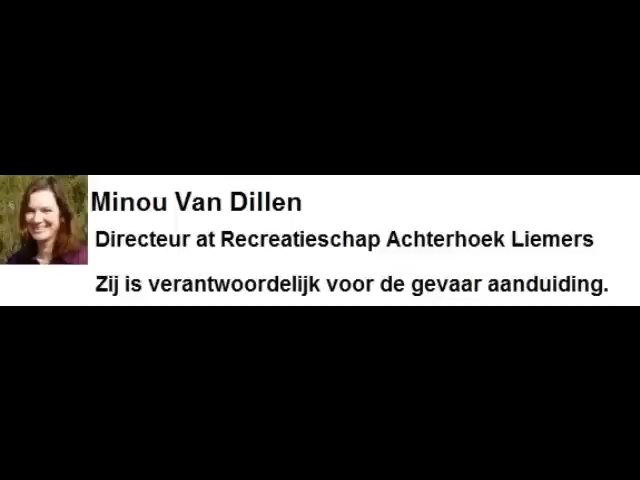 Minou Van Dillen
Directeur at Recreatieschap Achterhoek Liemers
Zij is verantwoordelijk voor de gevaar aanduiding.